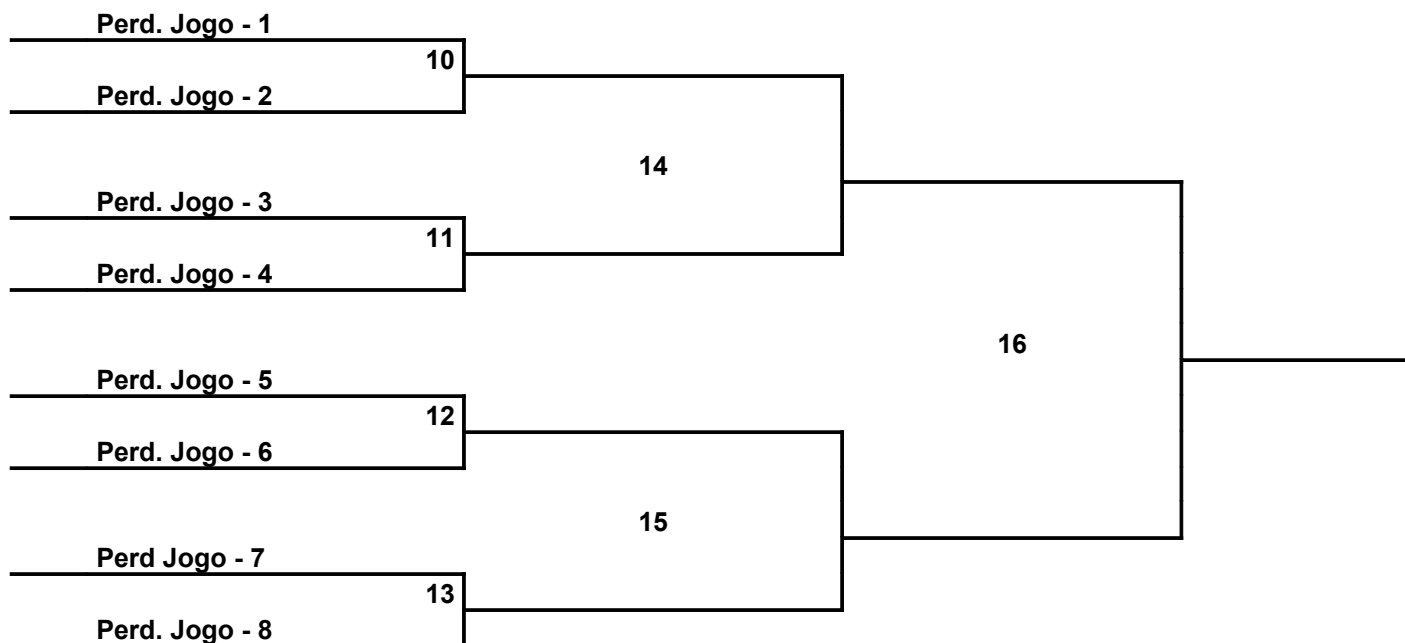 Perd. Jogo - 1
10
Perd. Jogo - 2
14
Perd. Jogo - 3
11
Perd. Jogo - 4
16
Perd. Jogo - 5
12
Perd. Jogo - 6
15
Perd Jogo - 7
13
Perd. Jogo - 8